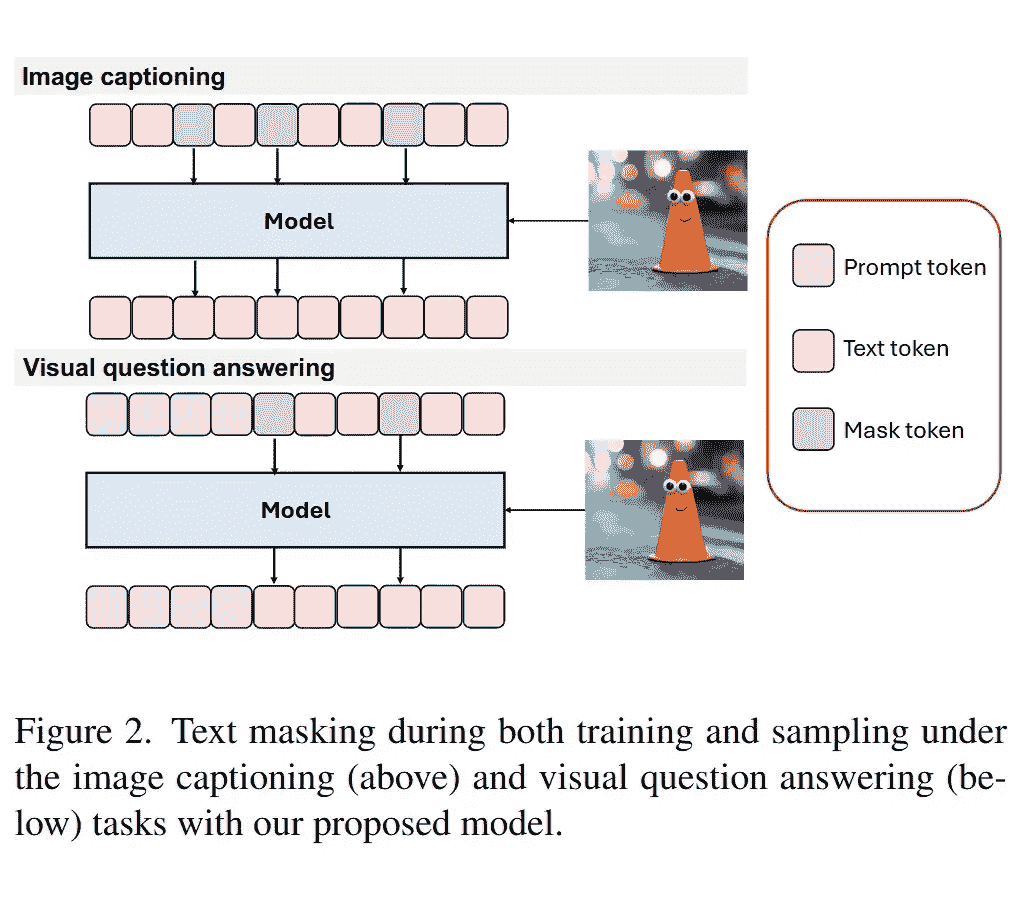 Image captioning
Model
Prompt token
Text token
Visual question answering
Mask token
Model
Figure 2. Text masking during both training and sampling under
the image captioning (above) and visual question answering (be-
low) tasks with our proposed model.